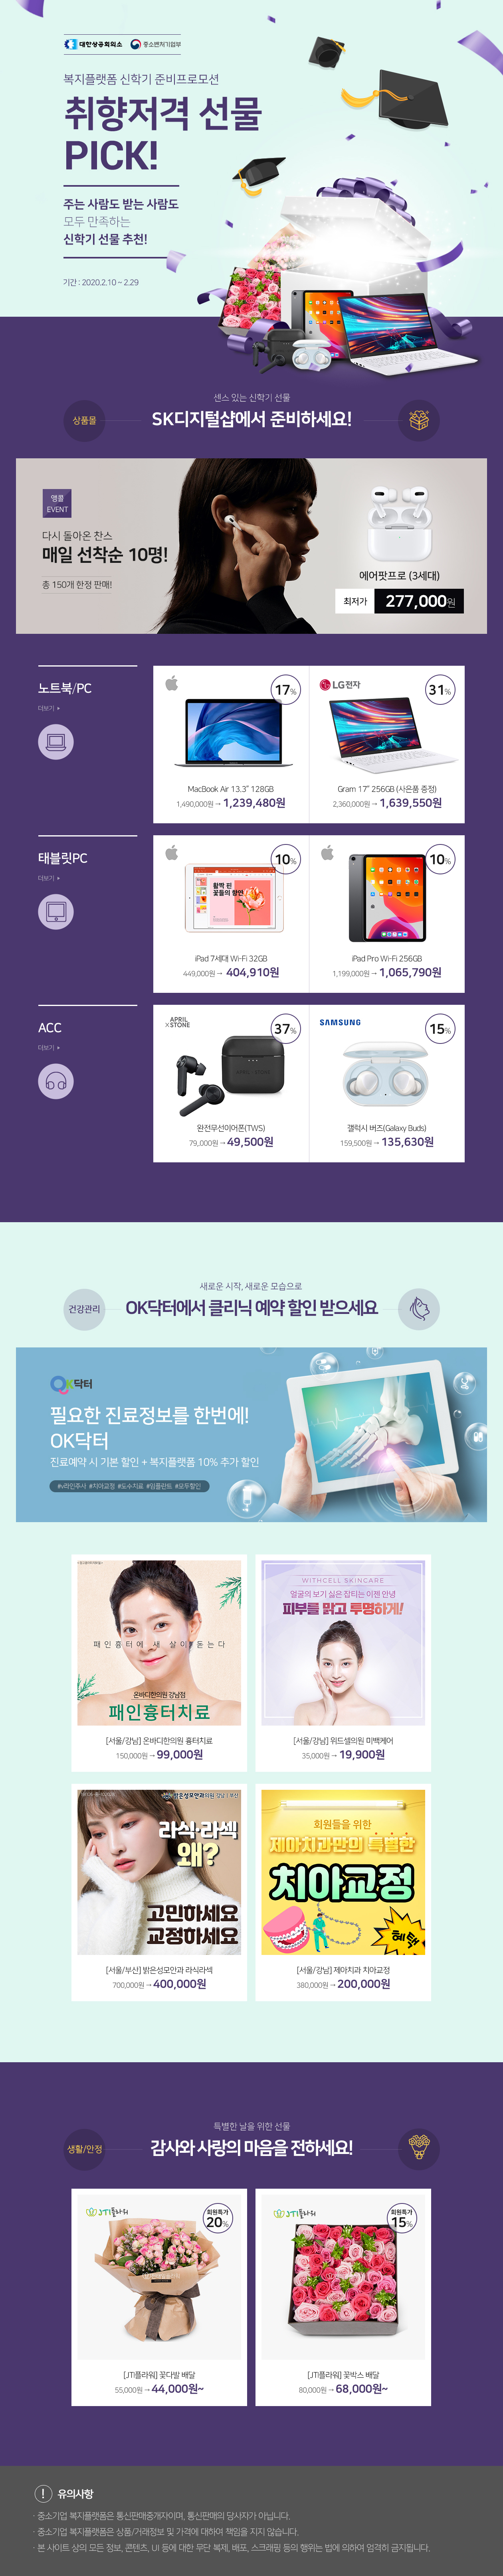 대한상공회의소 중소벤처기업부
복지플랫폼 신학기 준비프로모션
취향저격 선물
PICK!
주는 사람도 받는 사람도
모두 만족하는
신학기 선물 추천!
기간 : 2020.2.10 ~ 2.29
센스 있는 신학기 선물
상품몰
SK디지털샵에서 준비하세요!
앵콜
EVENT
다시 돌아온 찬스
매일 선착순 10명!
총 150개 한정 판매!
에어팟프로 (3세대)
최저가 277,000원
노트북/PC
더보기
17%
MacBook Air 13.3" 128GB
1,490,000원 → 1,239,480원
LG전자
31%
Gram 17" 256GB (사은품 증정)
2,360,000원 → 1,639,550원
태블릿PC
더보기
10%
활짝 핀
꽃들의 향연
iPad 7세대 Wi-Fi 32GB
449,000원 → 404,910원
10%
iPad Pro Wi-Fi 256GB
1,199,000원 → 1,065,790원
ACC
더보기
APRIL
×STONE
37%
완전무선이어폰(TWS)
79,,000원 → 49,500원
SAMSUNG
15%
갤럭시 버즈(Galaxy Buds)
159,500원 → 135,630원
새로운 시작, 새로운 모습으로
건강관리
OK닥터에서 클리닉 예약 할인 받으세요
OK닥터
필요한 진료정보를 한번에!
OK닥터
진료예약 시 기본 할인 + 복지플랫폼 10% 추가 할인
#v라인주사 #치아교정 #도수치료 #임플란트 #모두할인
패인흉터에 새 살이 돋는다
온바디한의원 강남점
패인흉터치료
[서울/강남] 온바디한의원 흉터치료
150,000원 → 99,000원
WITHCELL SKINCARE
얼굴의 보기 싫은 잡티는 이젠 안녕
피부를 맑고 투명하게!
[서울/강남] 위드셀의원 미백케어
35,000원 → 19,900원
밝은성모안과의원 강남 | 부산
라식·라섹
왜?
고민하세요
교정하세요
[서울/부산] 밝은성모안과 라식라섹
700,000원 → 400,000원
회원들을 위한
제아치과만의 특별한
치아교정
혜택
[서울/강남] 제아치과 치아교정
380,000원 → 200,000원
특별한 날을 위한 선물
생활/안정
감사와 사랑의 마음을 전하세요!
JTI플라워
회원특가
20%
[JTI플라워] 꽃다발 배달
55,000원 → 44,000원~
JTI플라워
회원특가
15%
[JTI플라워] 꽃박스 배달
80,000원 → 68,000원~
! 유의사항
· 중소기업 복지플랫폼은 통신판매중개자이며, 통신판매의 당사자가 아닙니다.
· 중소기업 복지플랫폼은 상품/거래정보 및 가격에 대하여 책임을 지지 않습니다.
· 본 사이트 상의 모든 정보, 콘텐츠, UI 등에 대한 무단 복제, 배포, 스크래핑 등의 행위는 법에 의하여 엄격히 금지됩니다.